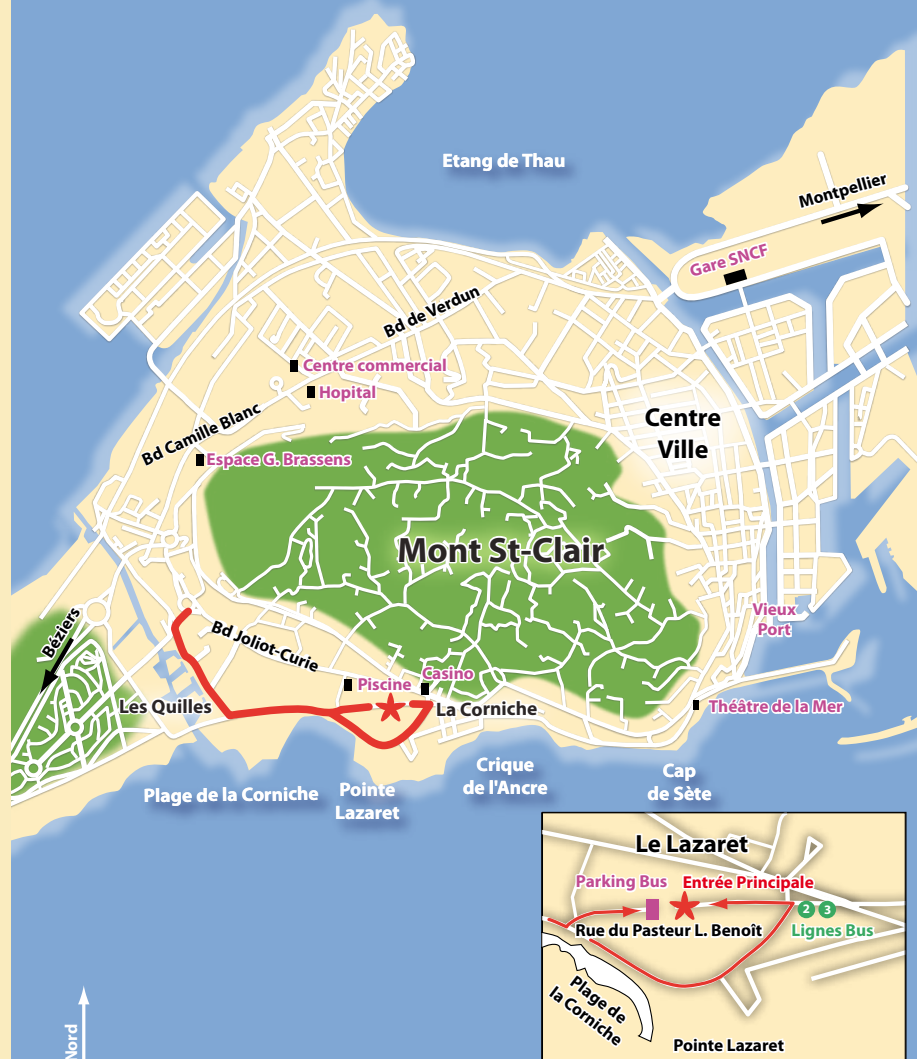 Etang de Thau
Montpellier
Gare SNCF
Bd de Verdun
Centre commercial
Hopital
Bd Camille Blanc
Espace G. Brassens
Centre
Ville
Mont St-Clair
Vieux
Port
Béziers
Bd Joliot-Curie
Piscine
Casino
Les Quilles
La Corniche
Théâtre de la Mer
Plage de la Corniche
Pointe
Lazaret
Crique
de l'Ancre
Cap
de Sète
Le Lazaret
Parking Bus
Entrée Principale
2 3
Rue du Pasteur L. Benoît
Lignes Bus
Plage de
la Corniche
Pointe Lazaret
Nord